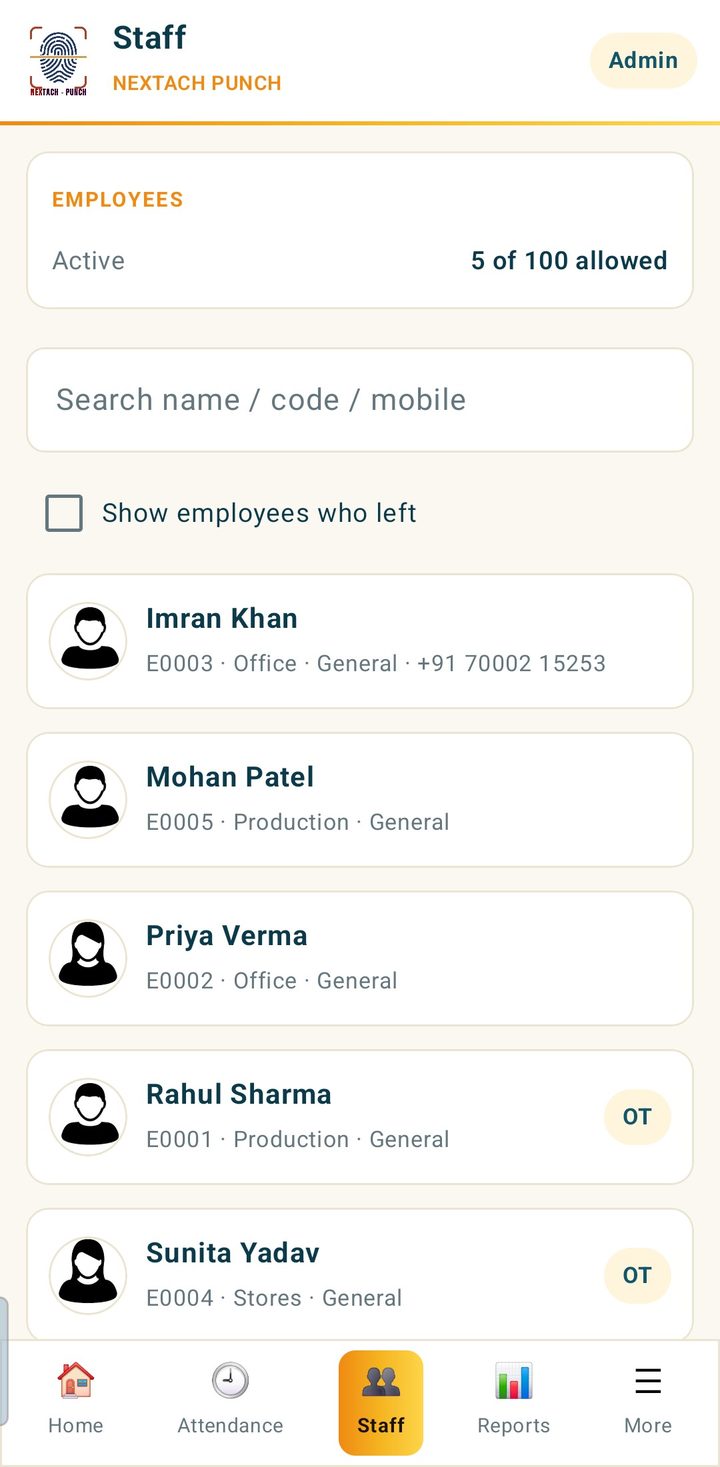 Staff
NEXTACH PUNCH
NEXTACH · PUNCH
Admin
EMPLOYEES
Active
5 of 100 allowed
Search name / code / mobile
Show employees who left
Imran Khan
E0003 · Office · General · +91 70002 15253
Mohan Patel
E0005 · Production · General
Priya Verma
E0002 · Office · General
Rahul Sharma
E0001 · Production · General
OT
Sunita Yadav
E0004 · Stores · General
OT
Home
Attendance
Staff
Reports
More